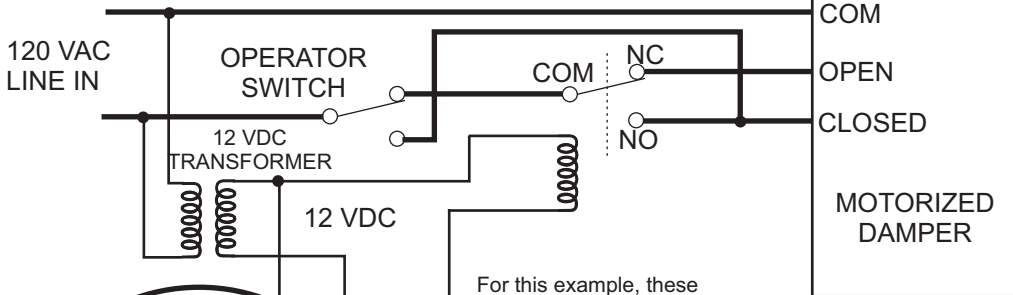 COM
120 VAC
LINE IN
OPERATOR
SWITCH
COM
NC
OPEN
NO
CLOSED
12 VDC
TRANSFORMER
12 VDC
MOTORIZED
DAMPER
For this example, these